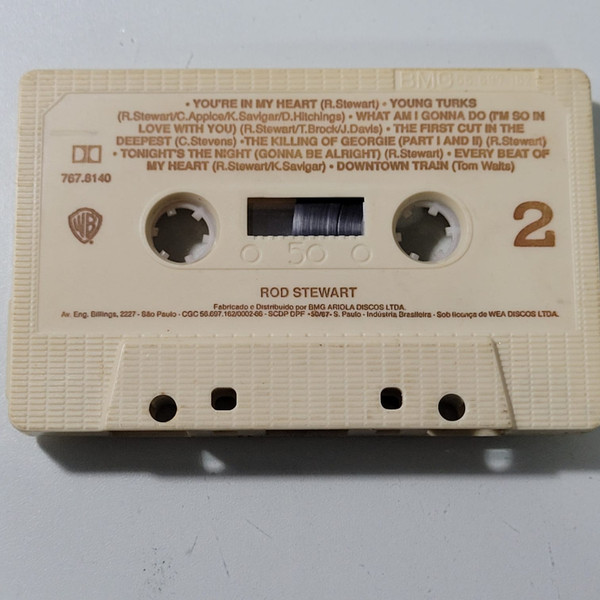 BMG
• YOU'RE IN MY HEART (R.Stewart) • YOUNG TURKS
(R.Stewart/C.Appice/K.Savigar/D.Hitchings) • WHAT AM I GONNA DO (I'M SO IN
LOVE WITH YOU) (R.Stewart/T.Brock/J.Davis) • THE FIRST CUT IN THE
DEEPEST (C.Stevens) •THE KILLING OF GEORGIE (PART I AND II) (R.Stewart)
• TONIGHT'S THE NIGHT (GONNA BE ALRIGHT) (R.Stewart) • EVERY BEAT OF
MY HEART (R.Stewart/K.Savigar) • DOWNTOWN TRAIN (Tom Waits)
767.8140
WB
2
50
ROD STEWART
Fabricado e Distribuído por BMG ARIOLA DISCOS LTDA.
Av. Eng. Billings, 2227 - São Paulo - CGC 56.697.162/0002-66 - SCDP DPF •50/67- S. Paulo - Indústria Brasileira - Sob licença de WEA DISCOS LTDA.